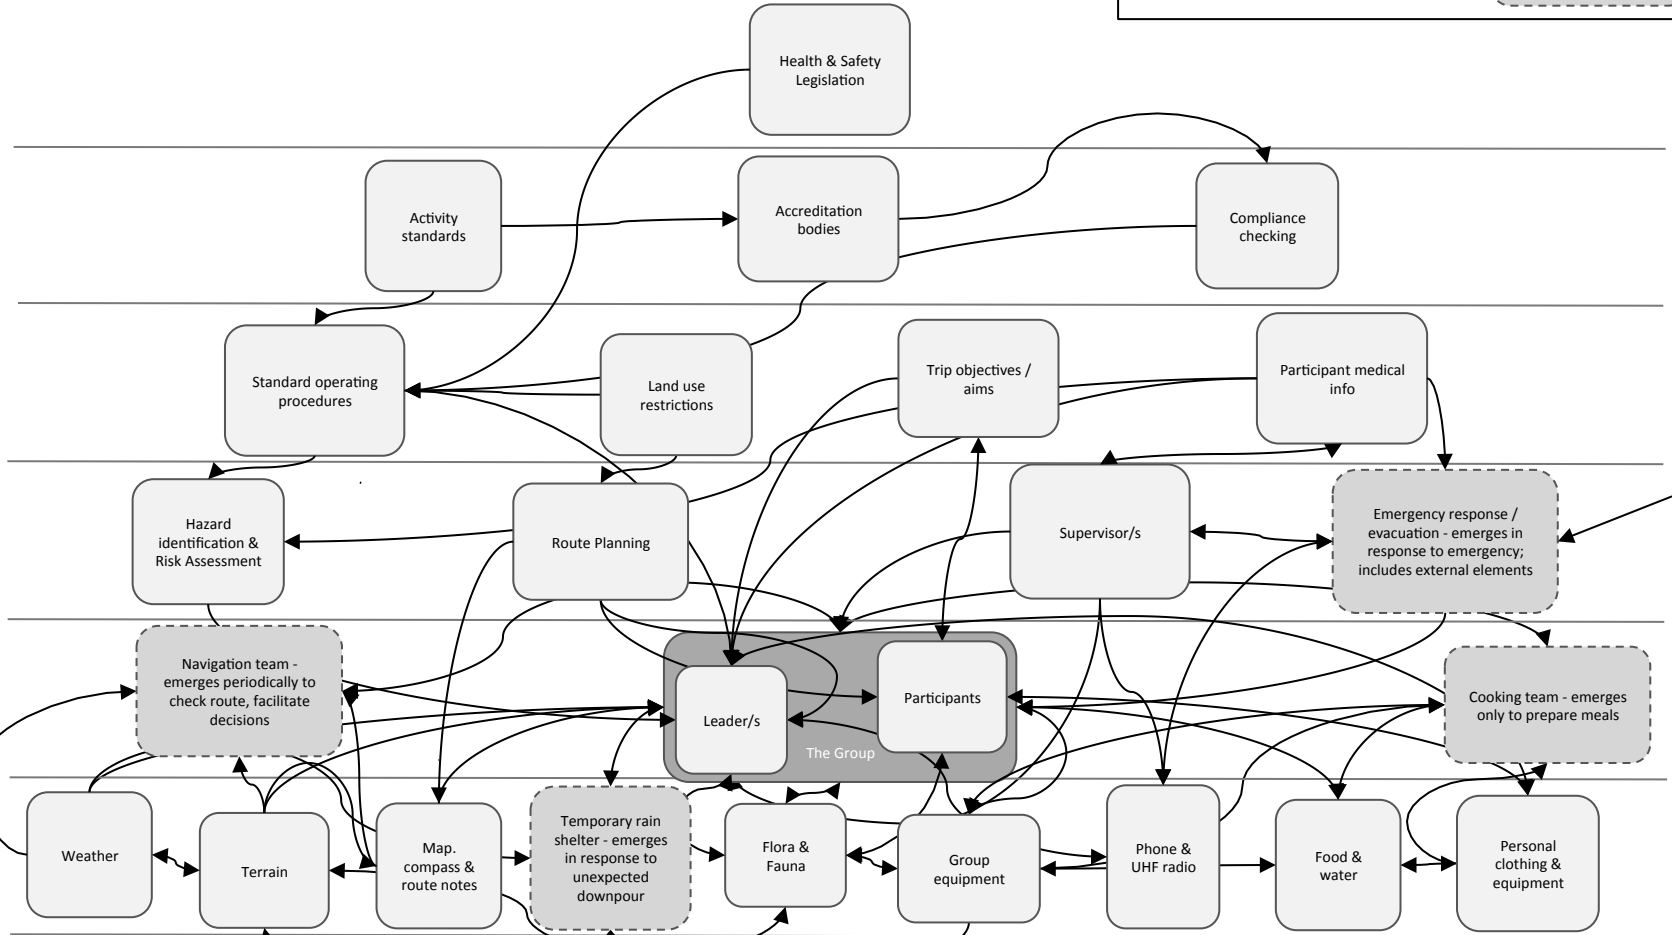 Health & Safety
Legislation
Activity
standards
Accreditation
bodies
Compliance
checking
Standard operating
procedures
Land use
restrictions
Trip objectives /
aims
Participant medical
info
Hazard
identification &
Risk Assessment
Route Planning
Supervisor/s
Emergency response /
evacuation - emerges in
response to emergency;
includes external elements
Navigation team -
emerges periodically to
check route, facilitate
decisions
Leader/s
Participants
The Group
Cooking team - emerges
only to prepare meals
Weather
Terrain
Map.
compass &
route notes
Temporary rain
shelter - emerges
in response to
unexpected
downpour
Flora &
Fauna
Group
equipment
Phone &
UHF radio
Food &
water
Personal
clothing &
equipment